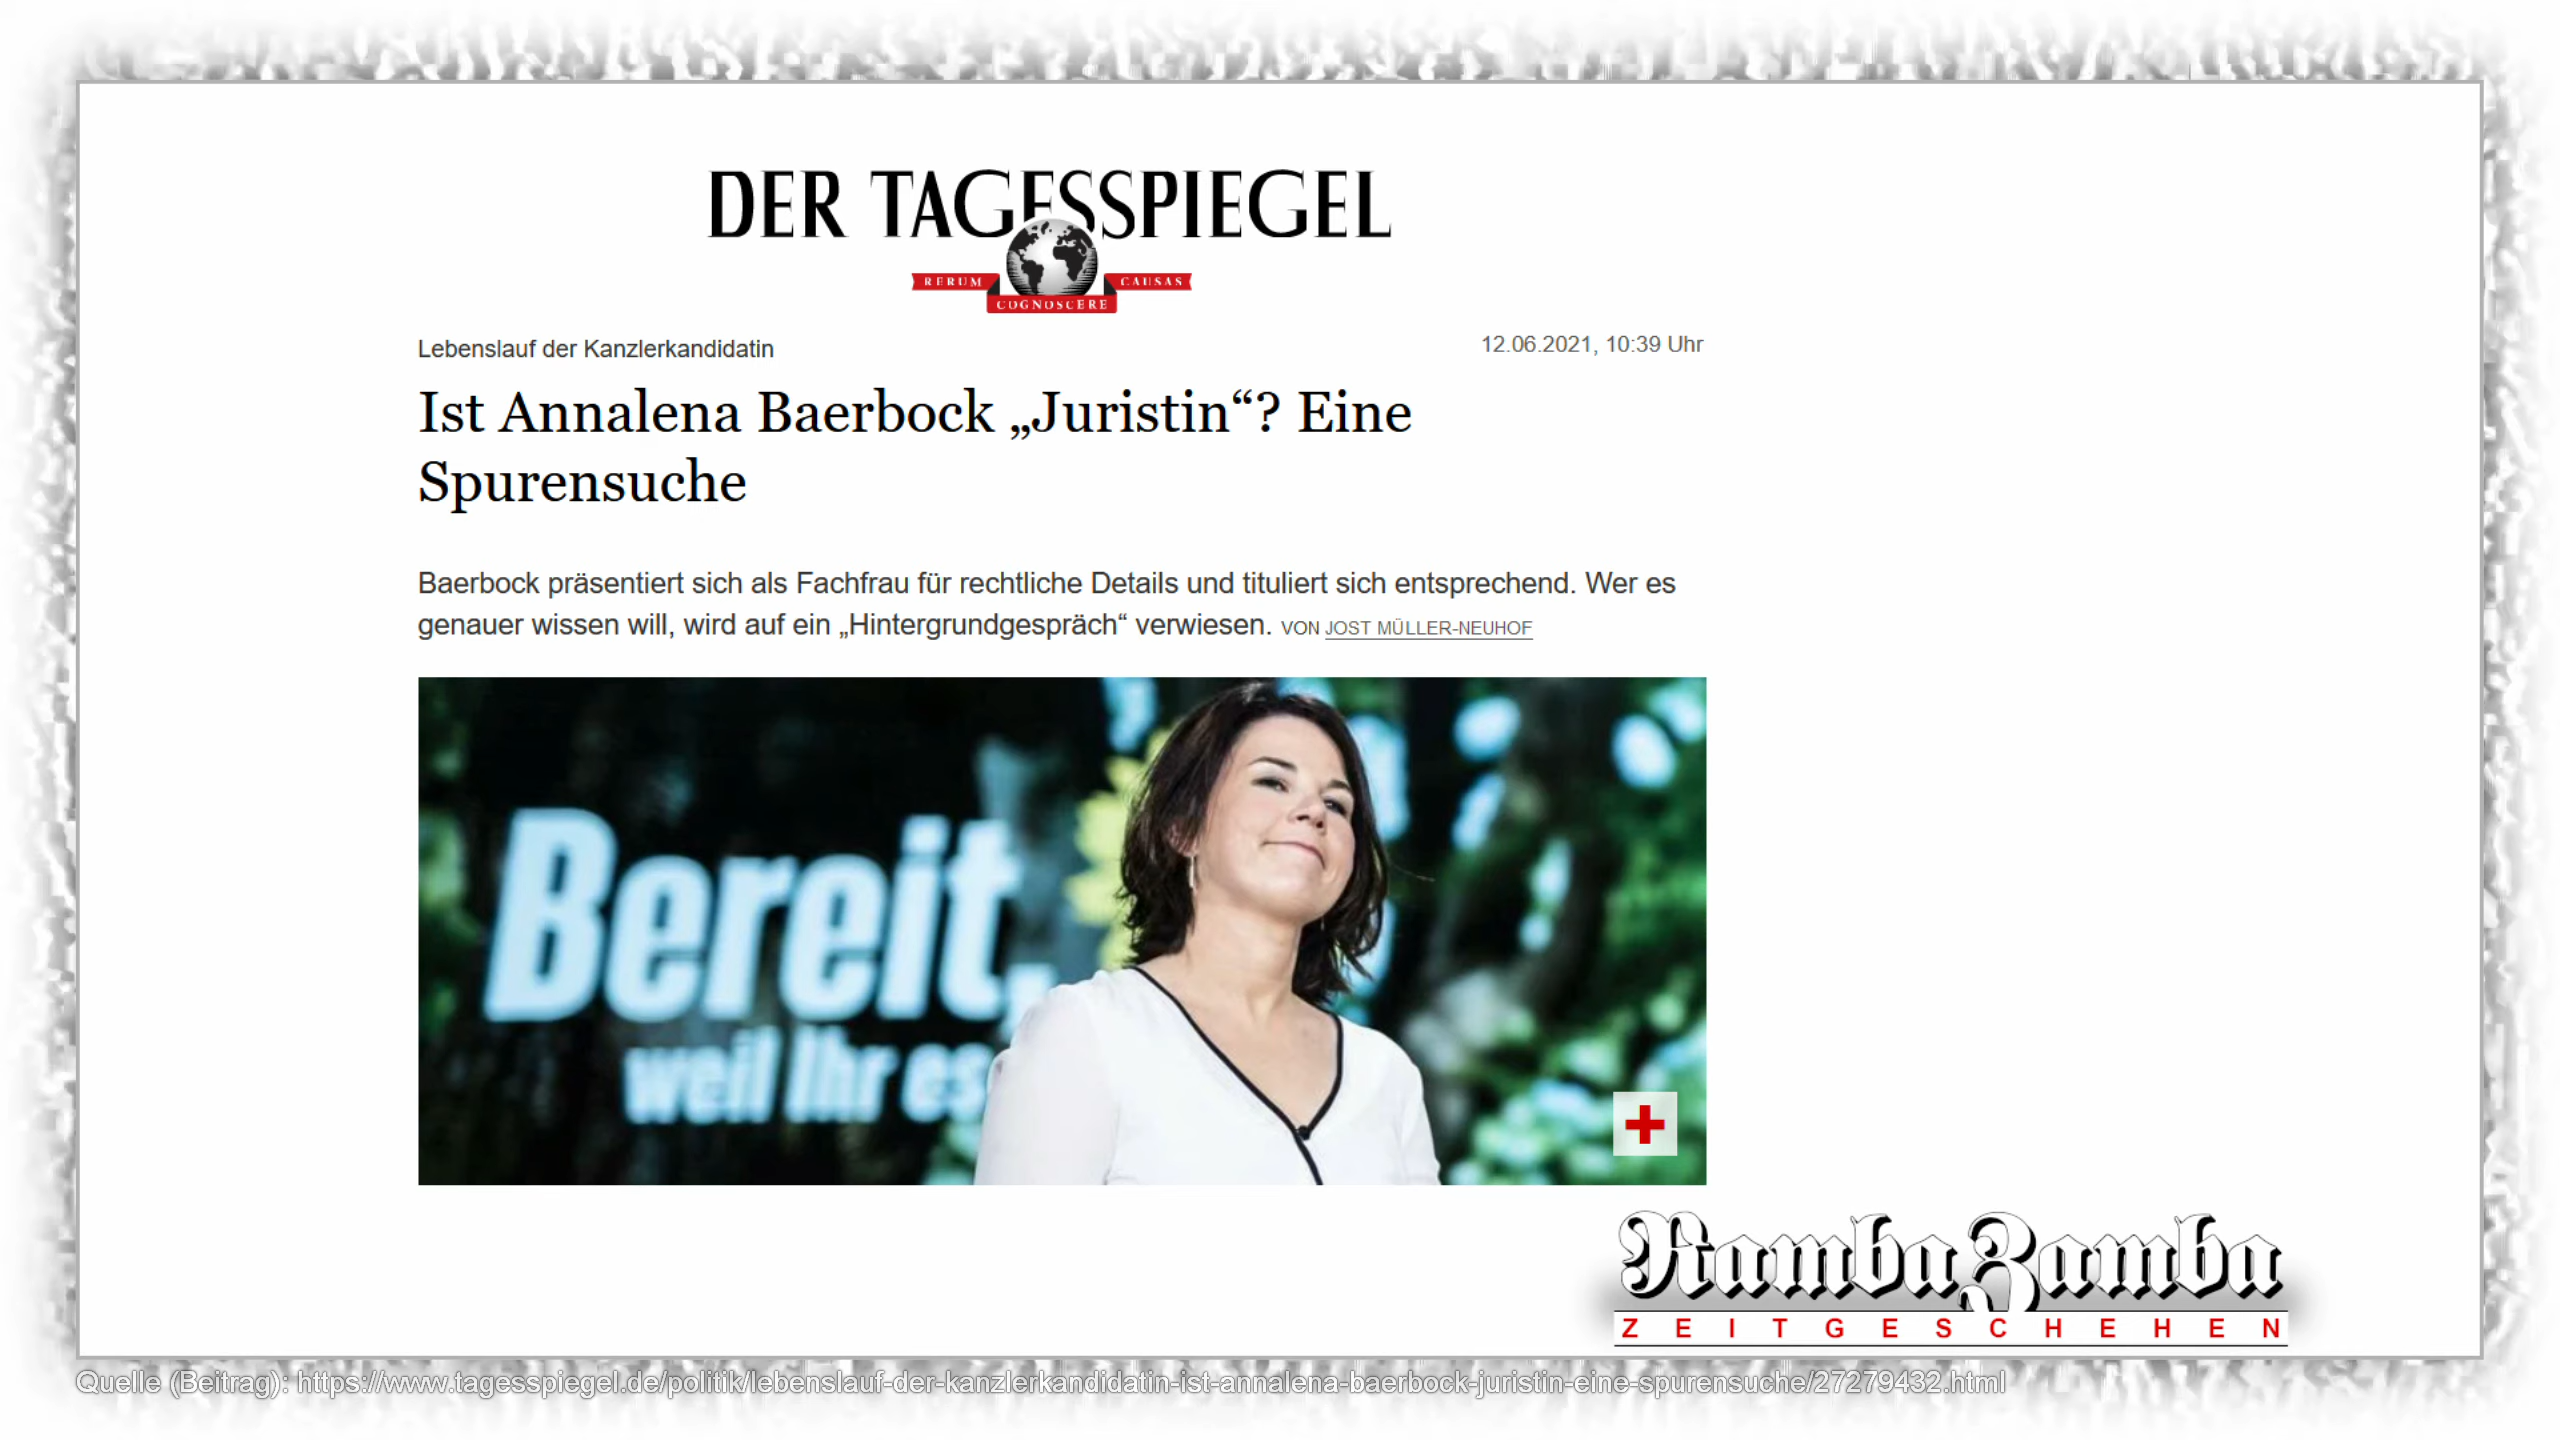 DER TAGESSPIEGEL
RERUM COGNOSCERE CAUSAS
Lebenslauf der Kanzlerkandidatin
12.06.2021, 10:39 Uhr
Ist Annalena Baerbock „Juristin“? Eine
Spurensuche
Baerbock präsentiert sich als Fachfrau für rechtliche Details und tituliert sich entsprechend. Wer es
genauer wissen will, wird auf ein „Hintergrundgespräch“ verwiesen. VON JOST MÜLLER-NEUHOF
Bereit,
weil Ihr es
RambaZamba
ZEITGESCHEHEN
Quelle (Beitrag): https://www.tagesspiegel.de/politik/lebenslauf-der-kanzlerkandidatin-ist-annalena-baerbock-juristin-eine-spurensuche/27279432.html